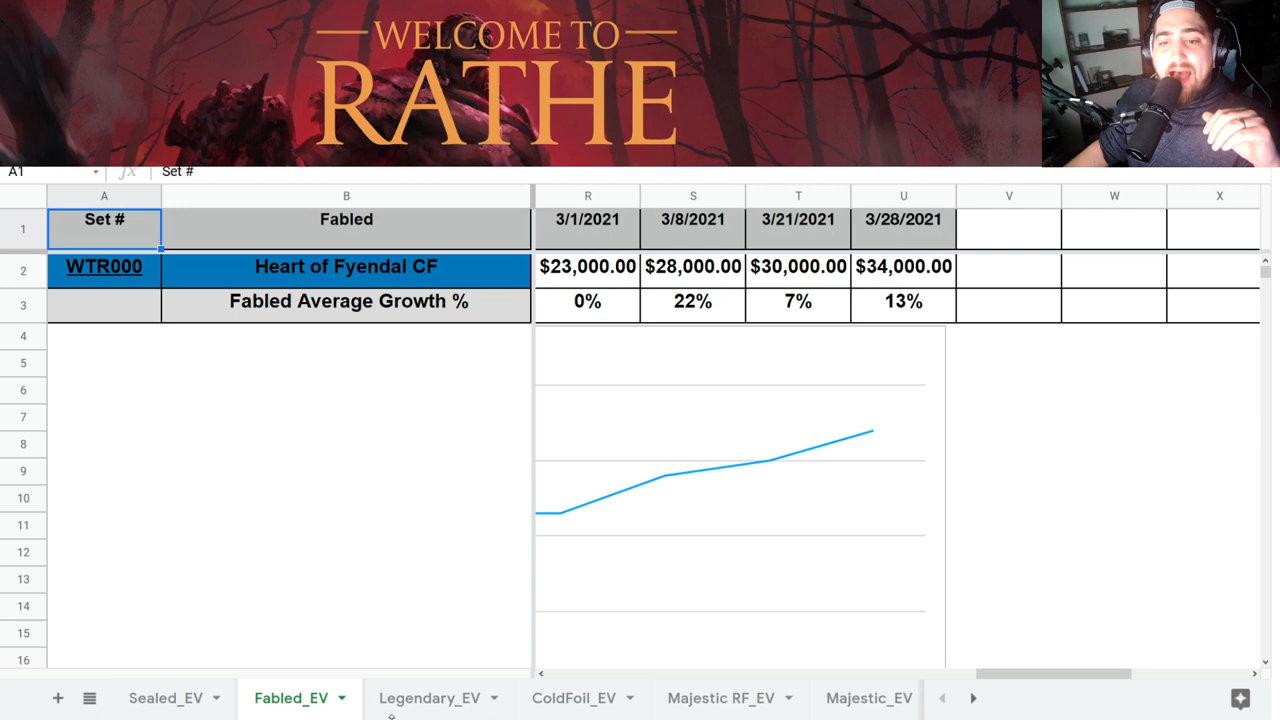 WELCOME TO
RATHE
A1 fx Set #
A B R S T U V W X
1 Set # Fabled 3/1/2021 3/8/2021 3/21/2021 3/28/2021
2 WTR000 Heart of Fyendal CF $23,000.00 $28,000.00 $30,000.00 $34,000.00
3 Fabled Average Growth % 0% 22% 7% 13%
4
5
6
7
8
9
10
11
12
13
14
15
16
+ Sealed_EV Fabled_EV Legendary_EV ColdFoil_EV Majestic RF_EV Majestic_EV